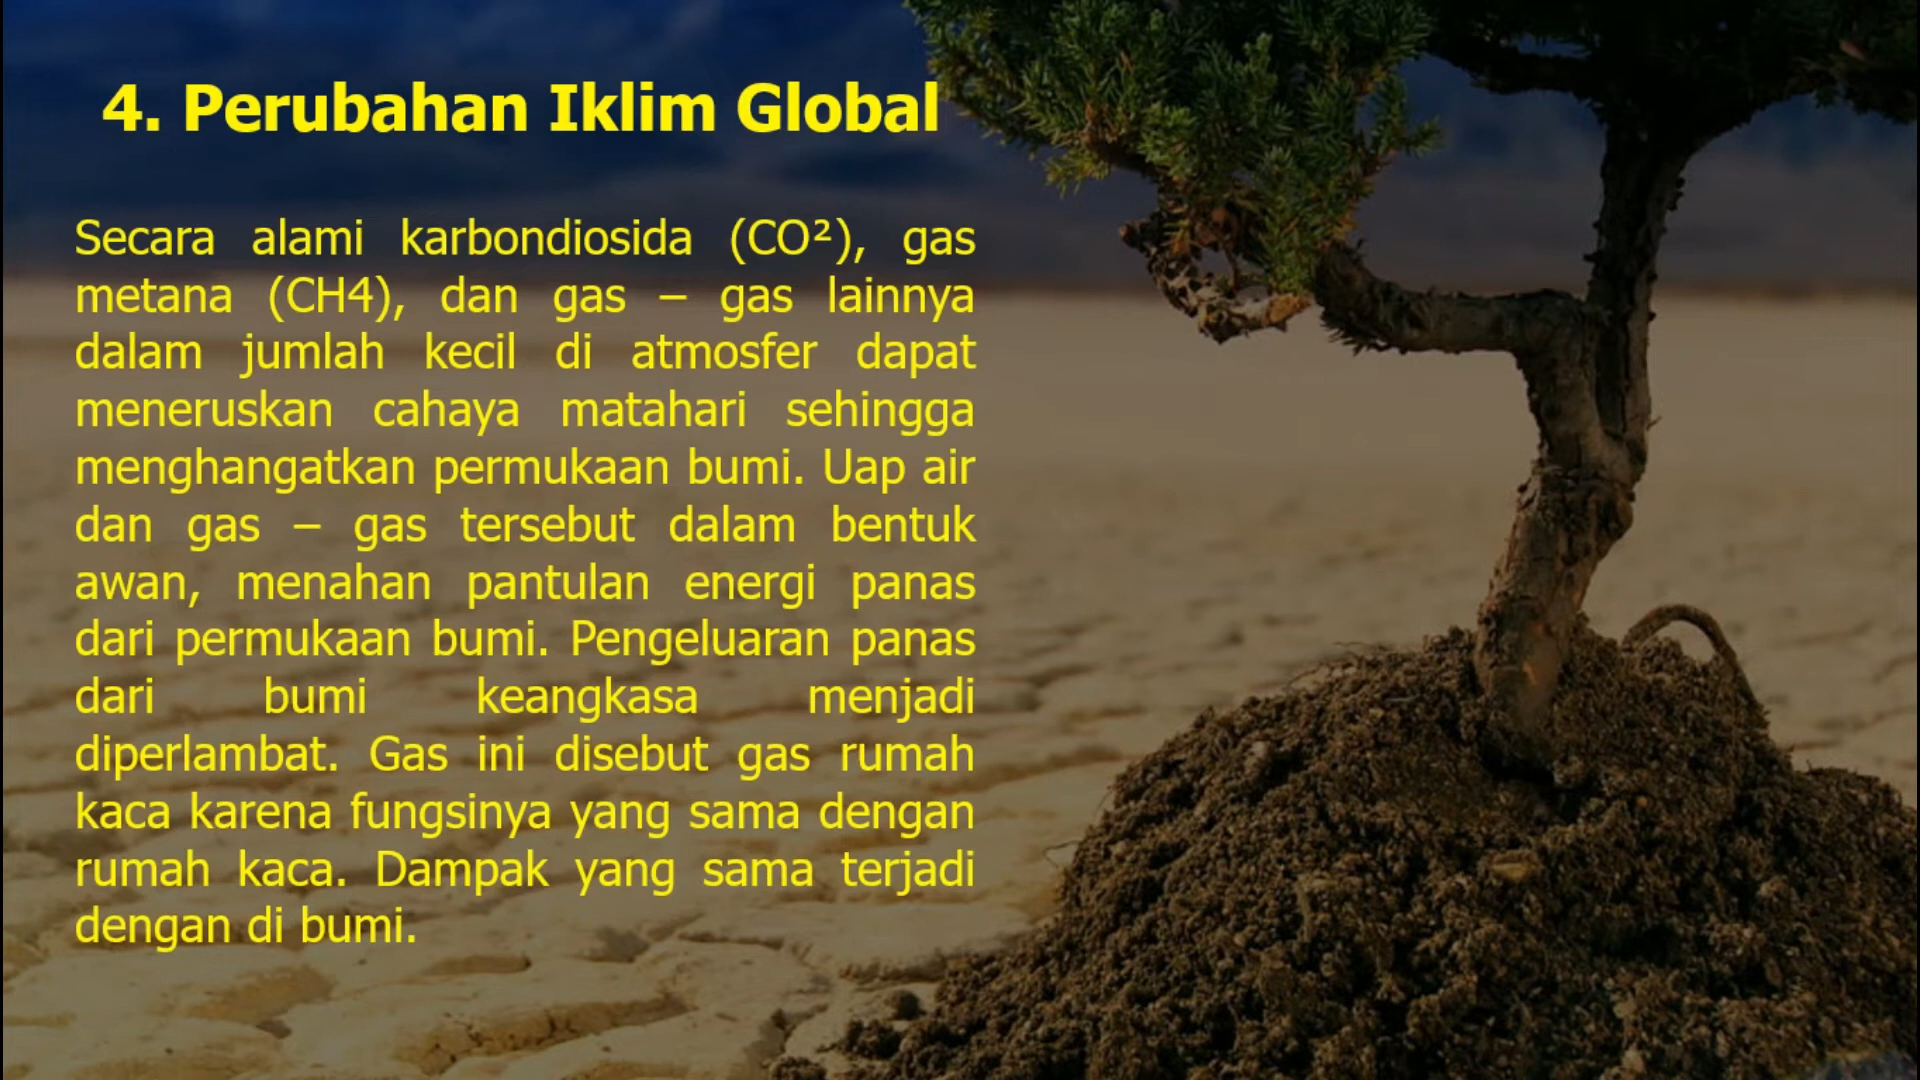 4. Perubahan Iklim Global
Secara alami karbondiosida (CO²), gas
metana (CH4), dan gas – gas lainnya
dalam jumlah kecil di atmosfer dapat
meneruskan cahaya matahari sehingga
menghangatkan permukaan bumi. Uap air
dan gas – gas tersebut dalam bentuk
awan, menahan pantulan energi panas
dari permukaan bumi. Pengeluaran panas
dari bumi keangkasa menjadi
diperlambat. Gas ini disebut gas rumah
kaca karena fungsinya yang sama dengan
rumah kaca. Dampak yang sama terjadi
dengan di bumi.